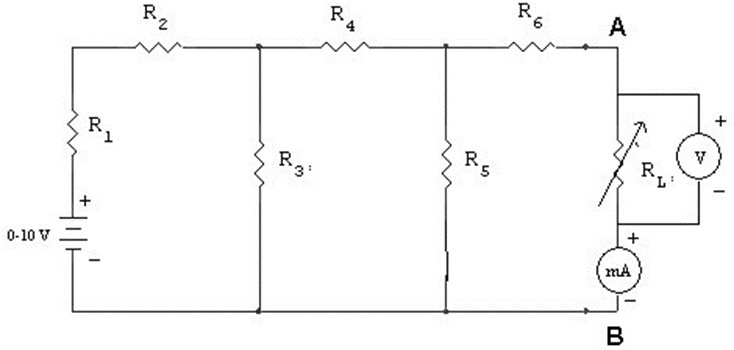 R2
R4
R6
A
R1
R3:
R5
RL:
+
V
-
+
0-10 V
-
+
mA
-
B